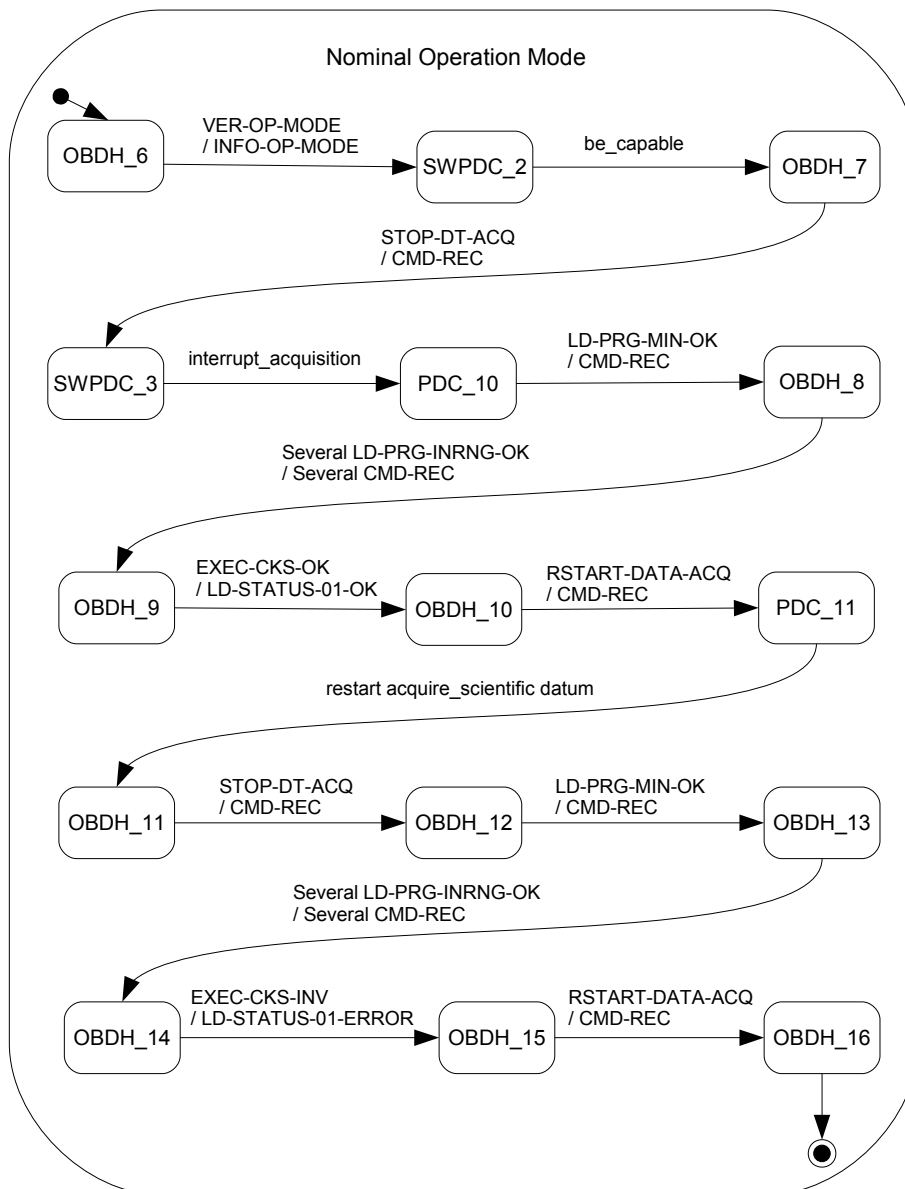 Nominal Operation Mode
OBDH_6
VER-OP-MODE
/ INFO-OP-MODE
SWPDC_2
be_capable
OBDH_7
STOP-DT-ACQ
/ CMD-REC
SWPDC_3
interrupt_acquisition
PDC_10
LD-PRG-MIN-OK
/ CMD-REC
OBDH_8
Several LD-PRG-INRNG-OK
/ Several CMD-REC
OBDH_9
EXEC-CKS-OK
/ LD-STATUS-01-OK
OBDH_10
RSTART-DATA-ACQ
/ CMD-REC
PDC_11
restart acquire_scientific datum
OBDH_11
STOP-DT-ACQ
/ CMD-REC
OBDH_12
LD-PRG-MIN-OK
/ CMD-REC
OBDH_13
Several LD-PRG-INRNG-OK
/ Several CMD-REC
OBDH_14
EXEC-CKS-INV
/ LD-STATUS-01-ERROR
OBDH_15
RSTART-DATA-ACQ
/ CMD-REC
OBDH_16